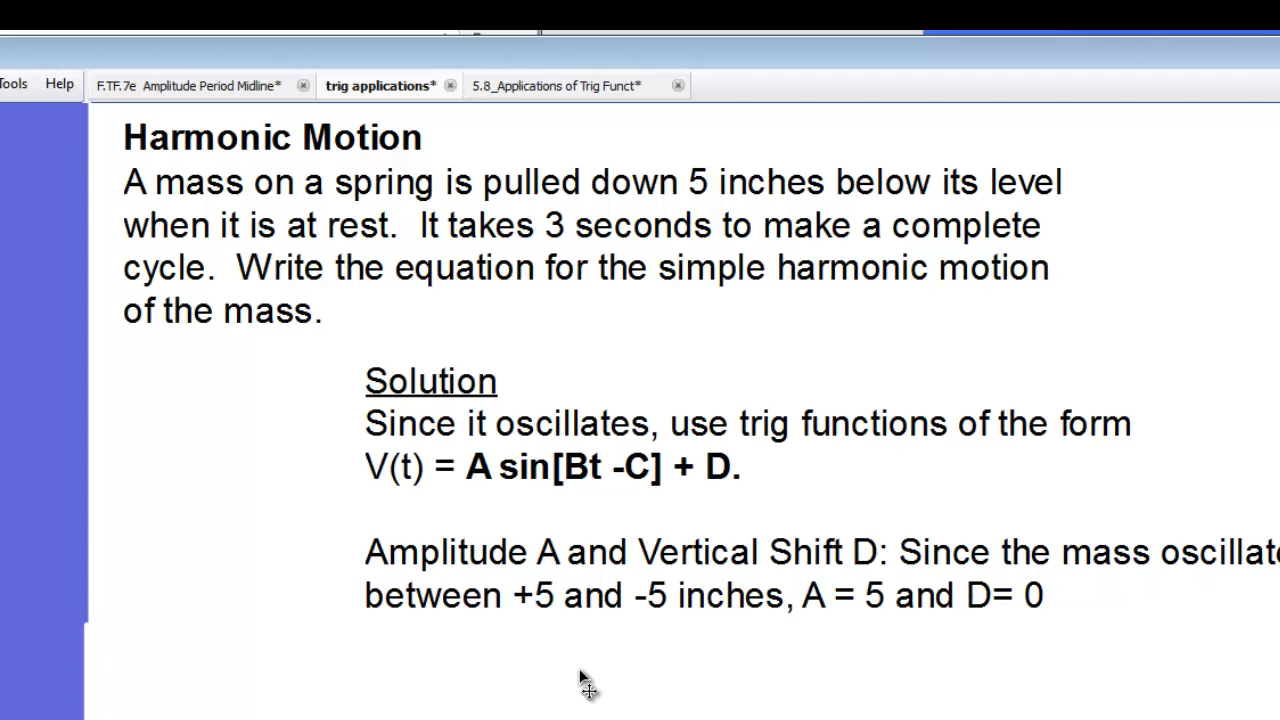 Tools Help F.TF.7e Amplitude Period Midline* trig applications* 5.8_Applications of Trig Funct*
Harmonic Motion
A mass on a spring is pulled down 5 inches below its level
when it is at rest. It takes 3 seconds to make a complete
cycle. Write the equation for the simple harmonic motion
of the mass.
Solution
Since it oscillates, use trig functions of the form
V(t) = A sin[Bt -C] + D.
Amplitude A and Vertical Shift D: Since the mass oscillate
between +5 and -5 inches, A = 5 and D= 0